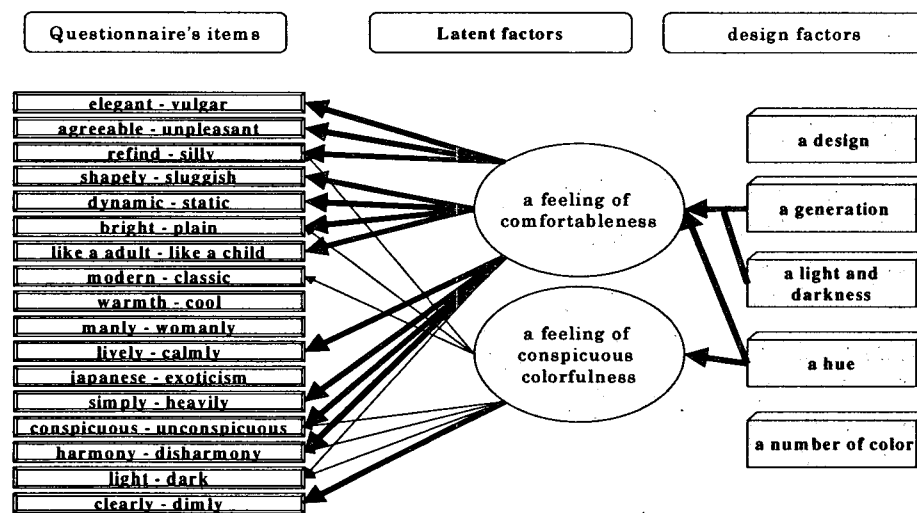 Questionnaire's items
Latent factors
design factors
elegant - vulgar
agreeable - unpleasant
refind - silly
shapely - sluggish
dynamic - static
bright - plain
like a adult - like a child
modern - classic
warmth - cool
manly - womanly
lively - calmly
japanese - exoticism
simply - heavily
conspicuous - unconspicuous
harmony - disharmony
light - dark
clearly - dimly
a feeling of
comfortableness
a feeling of
conspicuous
colorfulness
a design
a generation
a light and
darkness
a hue
a number of color